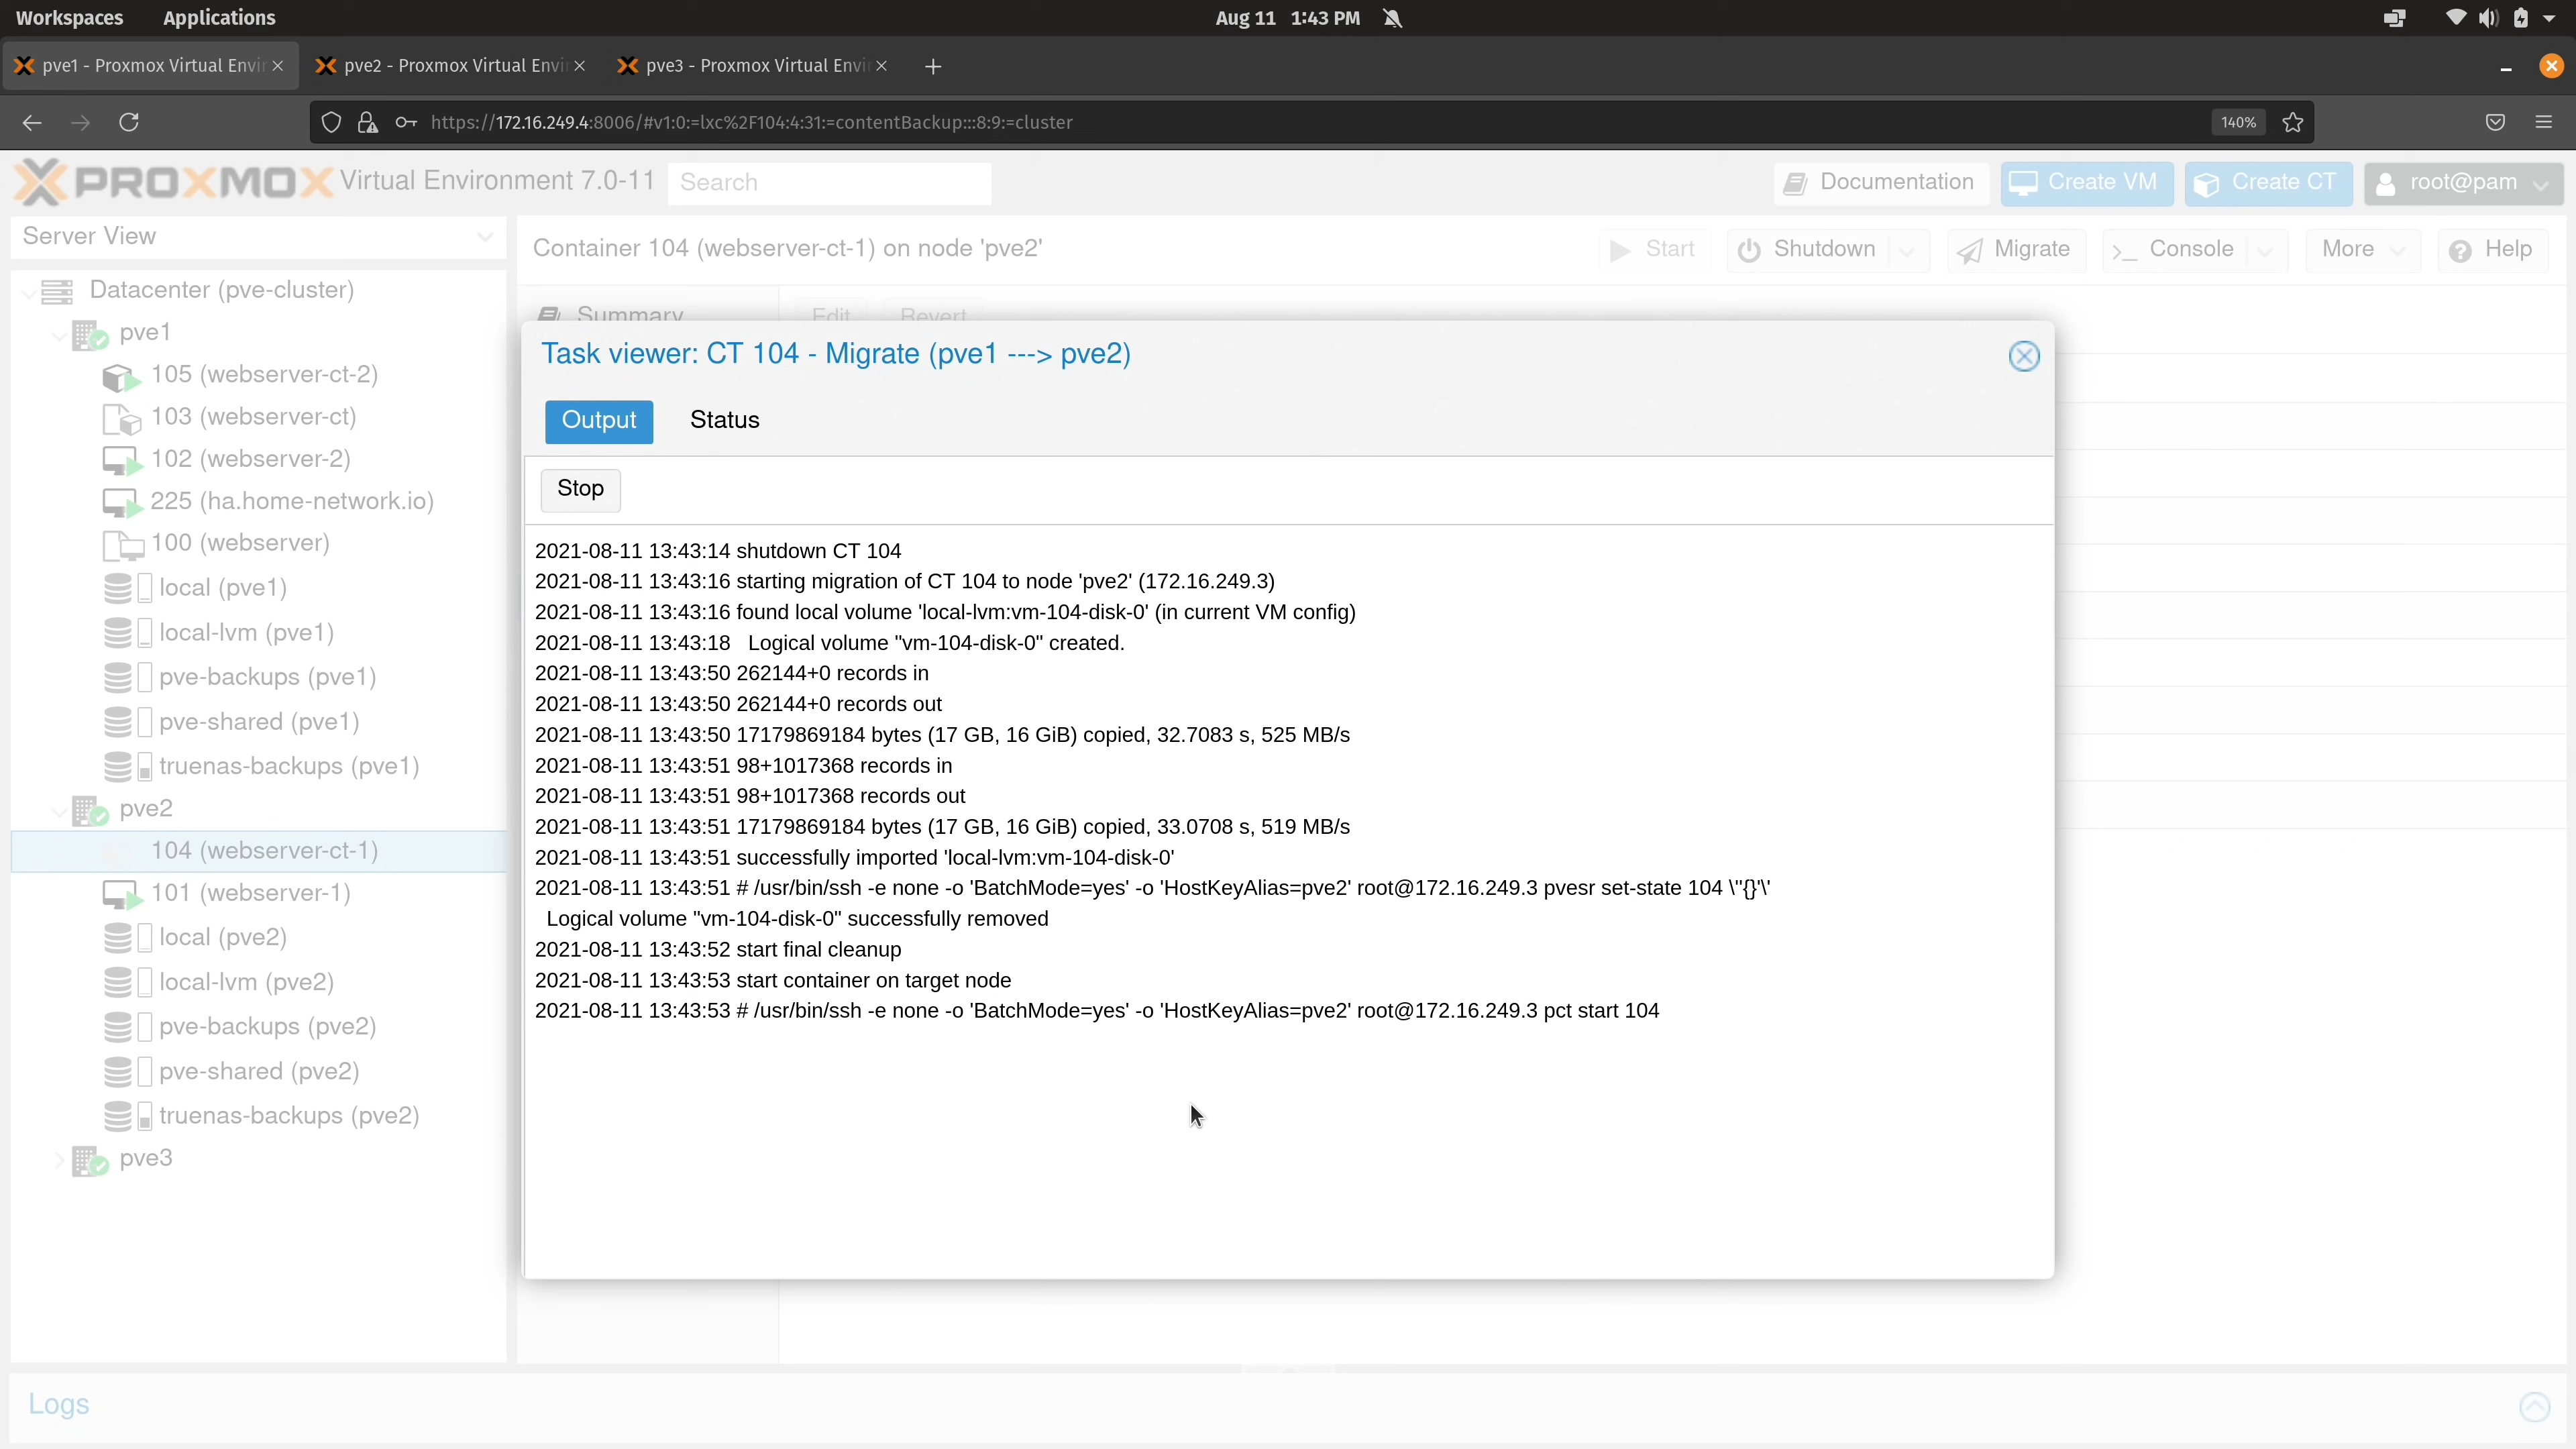 Workspaces Applications Aug 11 1:43 PM
pve1 - Proxmox Virtual Envi pve2 - Proxmox Virtual Envi pve3 - Proxmox Virtual Envi
https://172.16.249.4:8006/#v1:0:=lxc%2F104:4:31:=contentBackup:::8:9:=cluster 140%
PROXMOX Virtual Environment 7.0-11 Search Documentation Create VM Create CT root@pam
Server View
Container 104 (webserver-ct-1) on node 'pve2' Start Shutdown Migrate >_ Console More Help
Datacenter (pve-cluster)
pve1
105 (webserver-ct-2)
103 (webserver-ct)
102 (webserver-2)
225 (ha.home-network.io)
100 (webserver)
local (pve1)
local-lvm (pve1)
pve-backups (pve1)
pve-shared (pve1)
truenas-backups (pve1)
pve2
104 (webserver-ct-1)
101 (webserver-1)
local (pve2)
local-lvm (pve2)
pve-backups (pve2)
pve-shared (pve2)
truenas-backups (pve2)
pve3
Summary Edit Revert
Task viewer: CT 104 - Migrate (pve1 ---> pve2)
Output Status
Stop
2021-08-11 13:43:14 shutdown CT 104
2021-08-11 13:43:16 starting migration of CT 104 to node 'pve2' (172.16.249.3)
2021-08-11 13:43:16 found local volume 'local-lvm:vm-104-disk-0' (in current VM config)
2021-08-11 13:43:18   Logical volume "vm-104-disk-0" created.
2021-08-11 13:43:50 262144+0 records in
2021-08-11 13:43:50 262144+0 records out
2021-08-11 13:43:50 17179869184 bytes (17 GB, 16 GiB) copied, 32.7083 s, 525 MB/s
2021-08-11 13:43:51 98+1017368 records in
2021-08-11 13:43:51 98+1017368 records out
2021-08-11 13:43:51 17179869184 bytes (17 GB, 16 GiB) copied, 33.0708 s, 519 MB/s
2021-08-11 13:43:51 successfully imported 'local-lvm:vm-104-disk-0'
2021-08-11 13:43:51 # /usr/bin/ssh -e none -o 'BatchMode=yes' -o 'HostKeyAlias=pve2' root@172.16.249.3 pvesr set-state 104 \''{}'\'
Logical volume "vm-104-disk-0" successfully removed
2021-08-11 13:43:52 start final cleanup
2021-08-11 13:43:53 start container on target node
2021-08-11 13:43:53 # /usr/bin/ssh -e none -o 'BatchMode=yes' -o 'HostKeyAlias=pve2' root@172.16.249.3 pct start 104
Logs